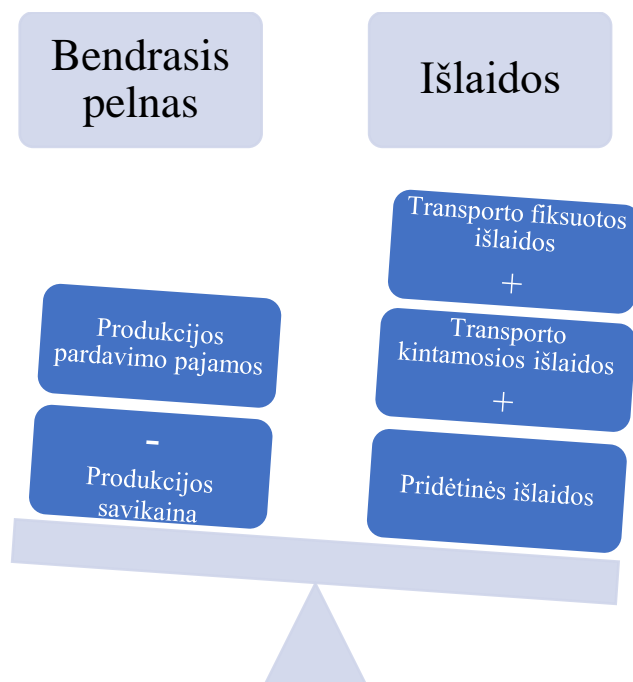 Bendrasis
pelnas
Išlaidos
Produkcijos
pardavimo pajamos
-
Produkcijos
savikaina
Transporto fiksuotos
išlaidos
+
Transporto
kintamosios išlaidos
+
Pridėtinės išlaidos